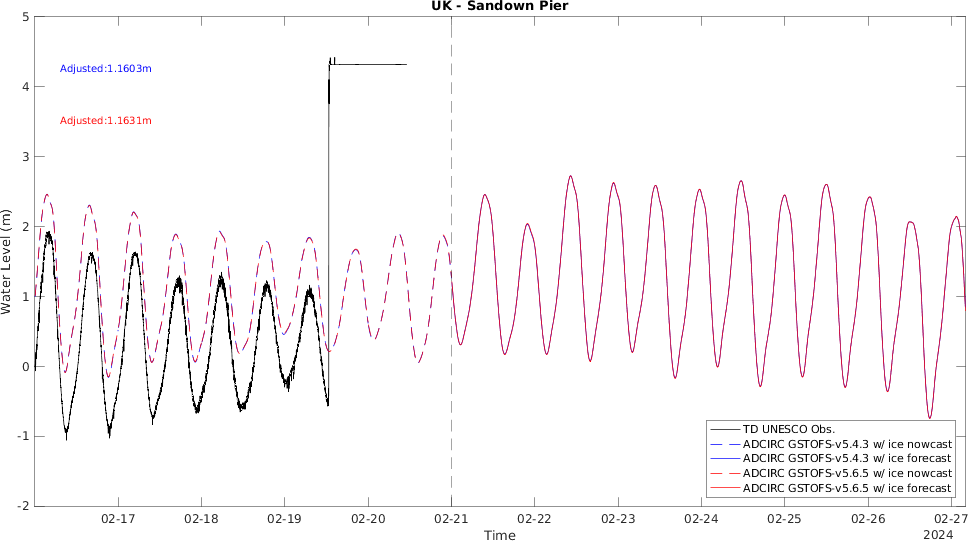 UK - Sandown Pier
5
4
3
2
1
0
-1
-2
Water Level (m)
Adjusted:1.1603m
Adjusted:1.1631m
TD UNESCO Obs.
ADCIRC GSTOFS-v5.4.3 w/ ice nowcast
ADCIRC GSTOFS-v5.4.3 w/ ice forecast
ADCIRC GSTOFS-v5.6.5 w/ ice nowcast
ADCIRC GSTOFS-v5.6.5 w/ ice forecast
02-17 02-18 02-19 02-20 02-21 02-22 02-23 02-24 02-25 02-26 02-27
Time
2024